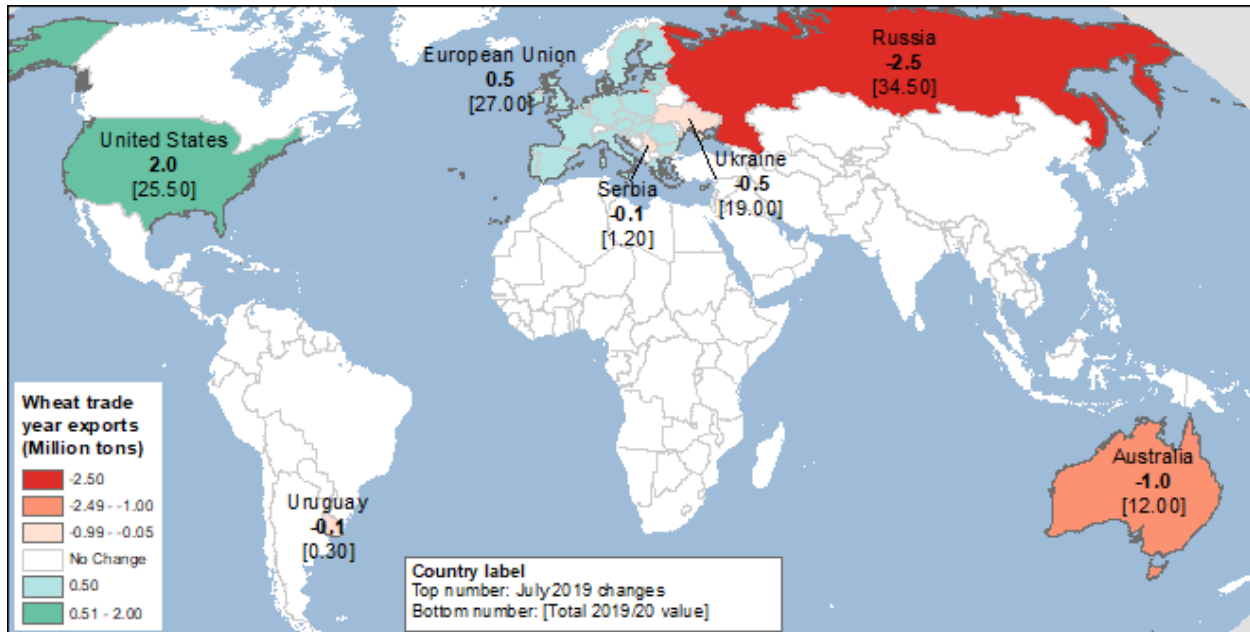 European Union
0.5
[27.00]
Russia
-2.5
[34.50]
United States
2.0
[25.50]
Ukraine
-0.5
[19.00]
Serbia
-0.1
[1.20]
Uruguay
-0.1
[0.30]
Australia
-1.0
[12.00]
Wheat trade
year exports
(Million tons)
-2.50
-2.49 - -1.00
-0.99 - -0.05
No Change
0.50
0.51 - 2.00
Country label
Top number: July 2019 changes
Bottom number: [Total 2019/20 value]